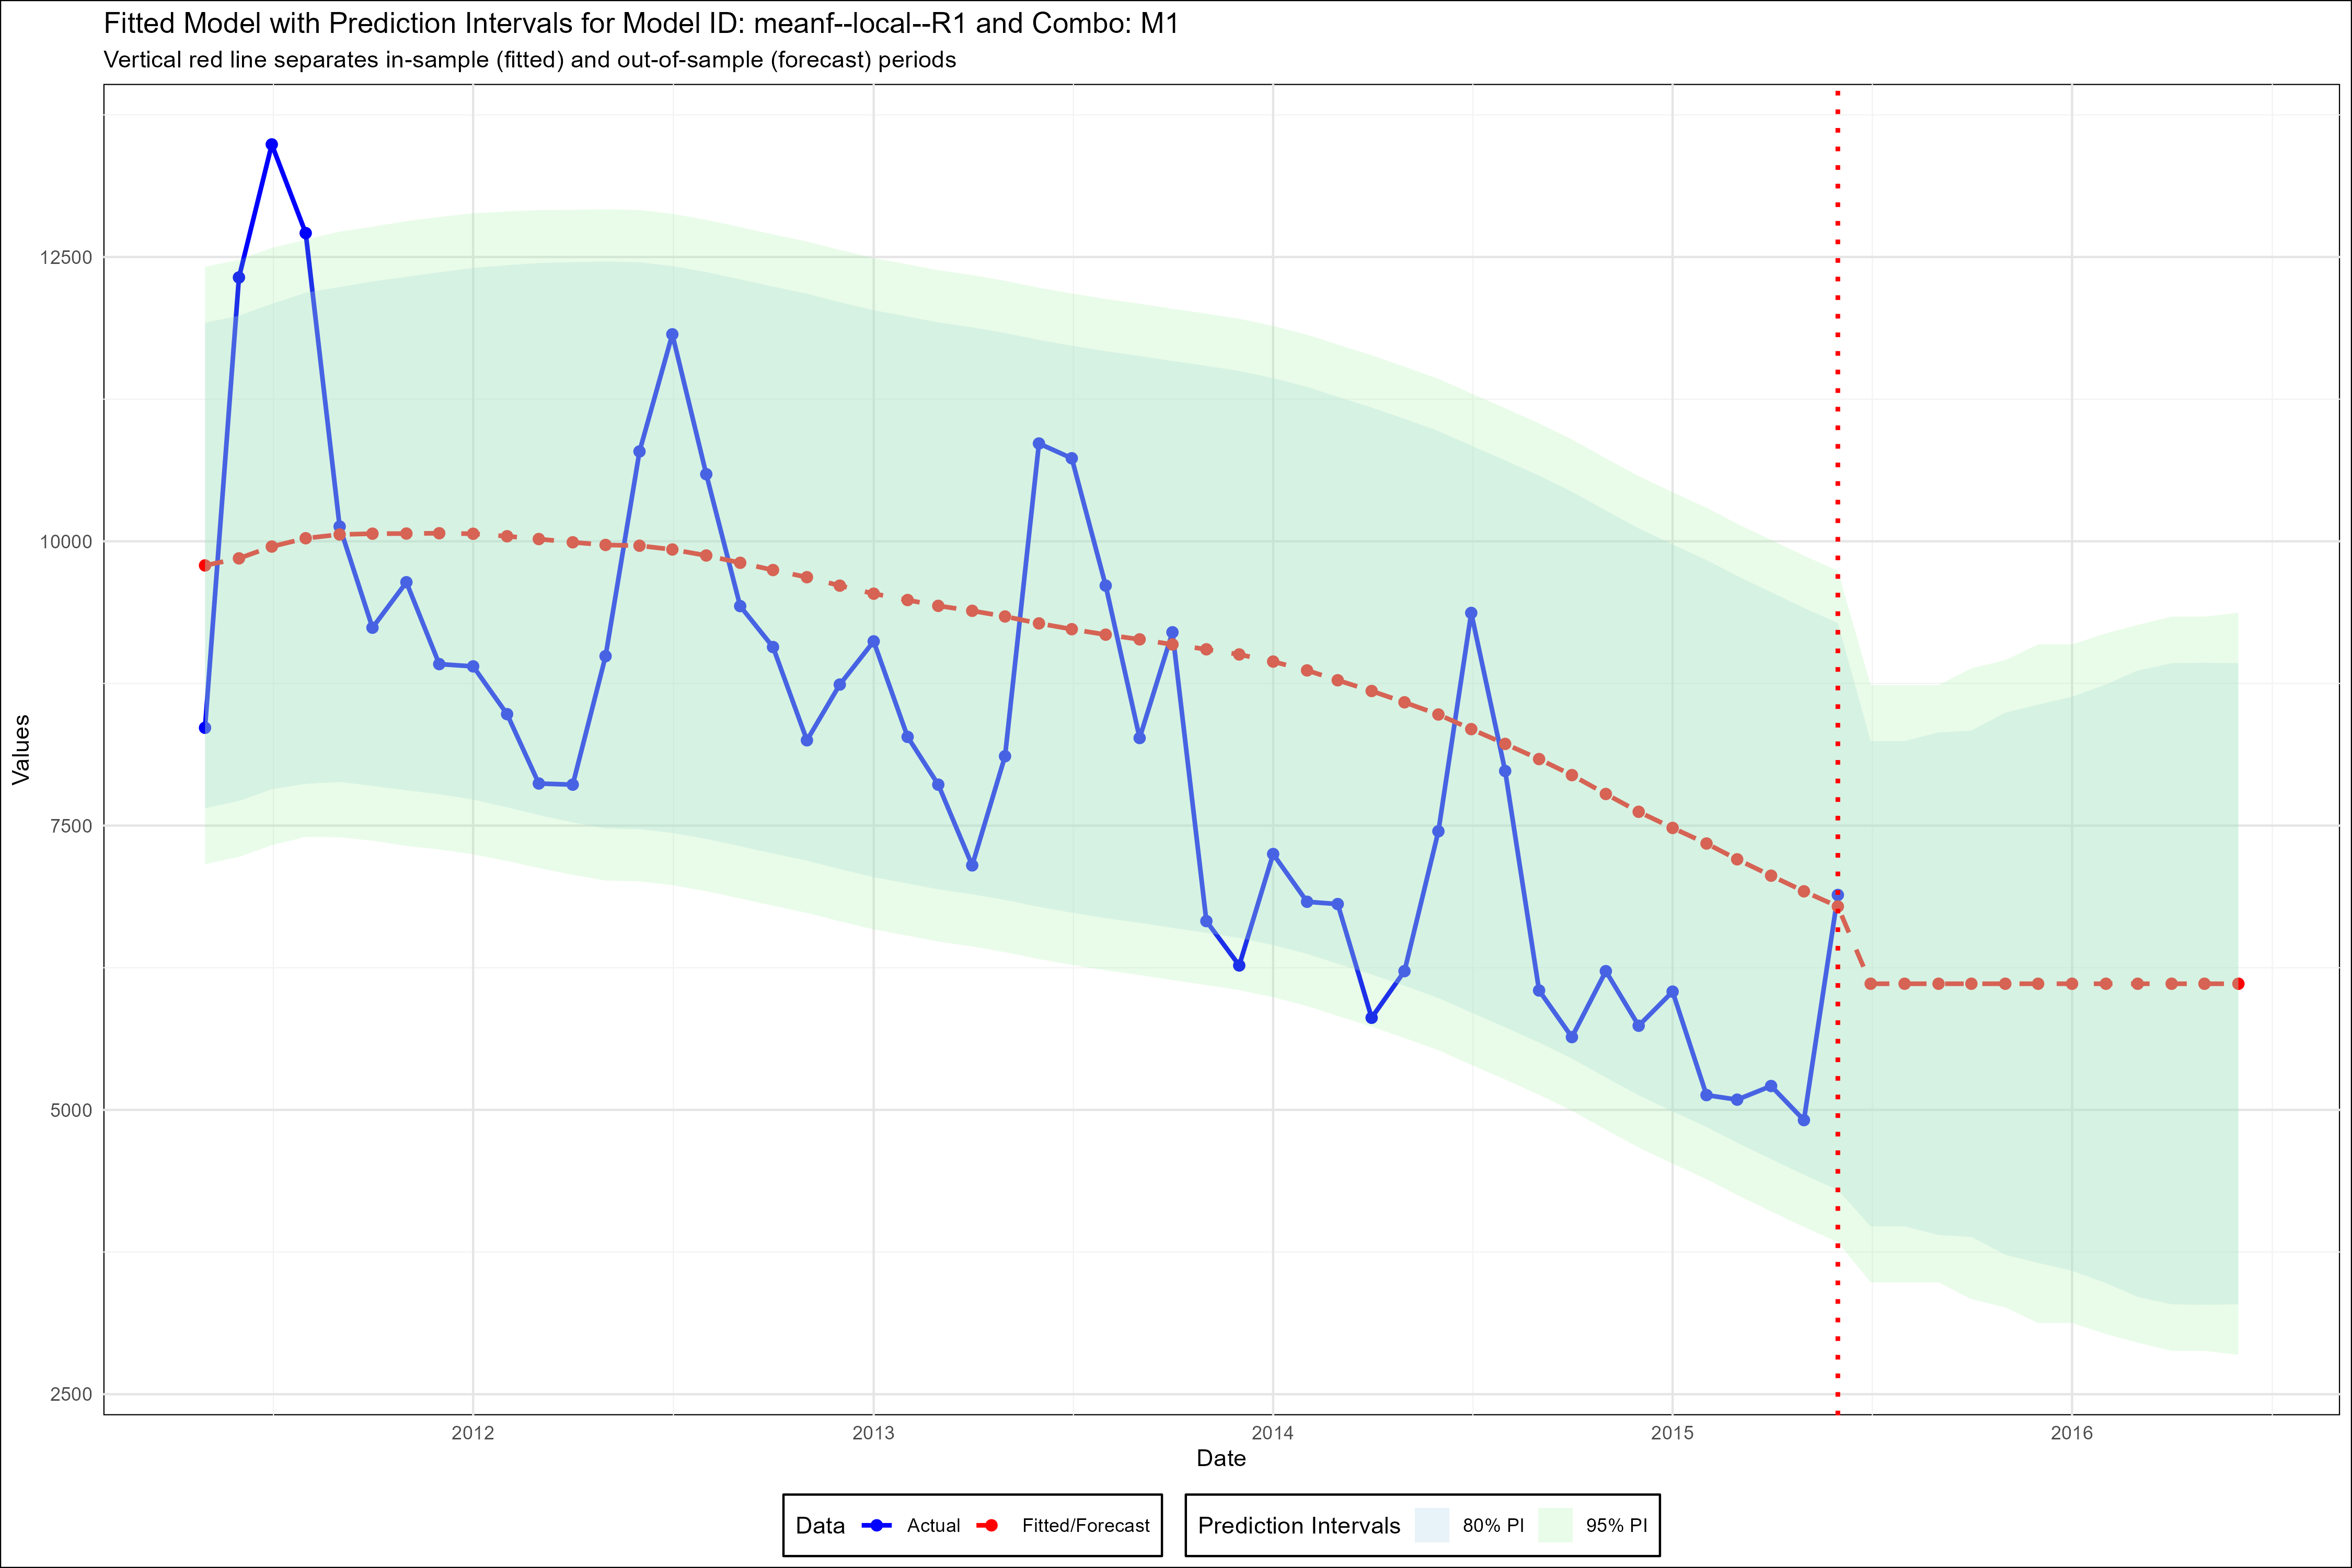 Fitted Model with Prediction Intervals for Model ID: meanf--local--R1 and Combo: M1
Vertical red line separates in-sample (fitted) and out-of-sample (forecast) periods
12500
10000
7500
5000
2500
Values
2012 2013 2014 2015 2016
Date
Data Actual Fitted/Forecast Prediction Intervals 80% PI 95% PI